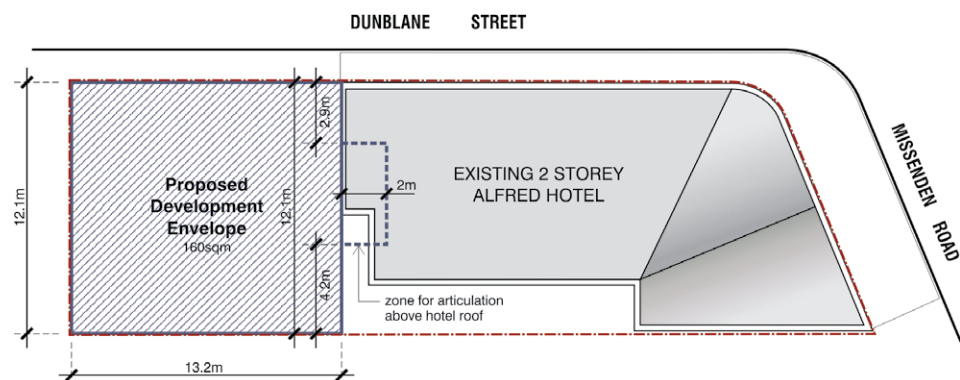 DUNBLANE STREET
MISSENDEN ROAD
12.1m
Proposed
Development
Envelope
160sqm
12.1m
2.9m
2m
4.2m
EXISTING 2 STOREY
ALFRED HOTEL
zone for articulation
above hotel roof
13.2m